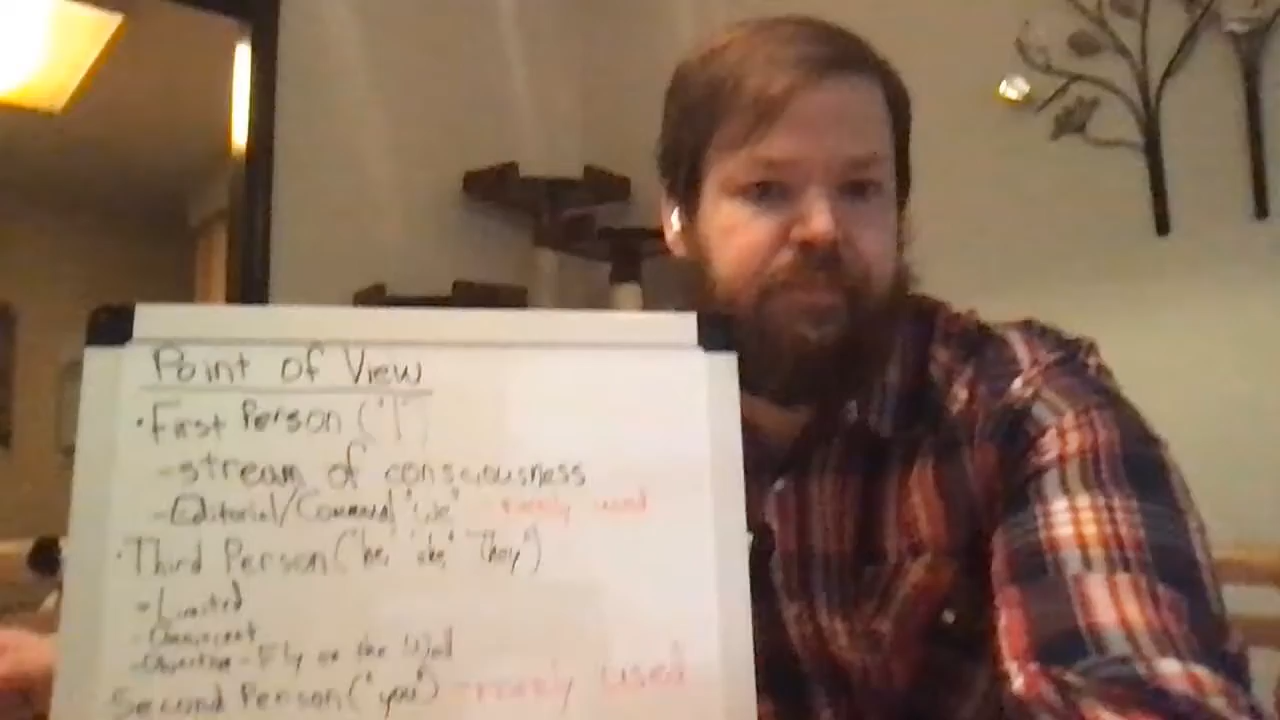 Point of View
• First Person ("I")
- stream of consciousness
- Editorial/Command "We" rarely used
• Third Person ("he" "she" "They")
- Limited
- Omniscient
- Objective - Fly on the Wall
Second Person ("you") - rarely used